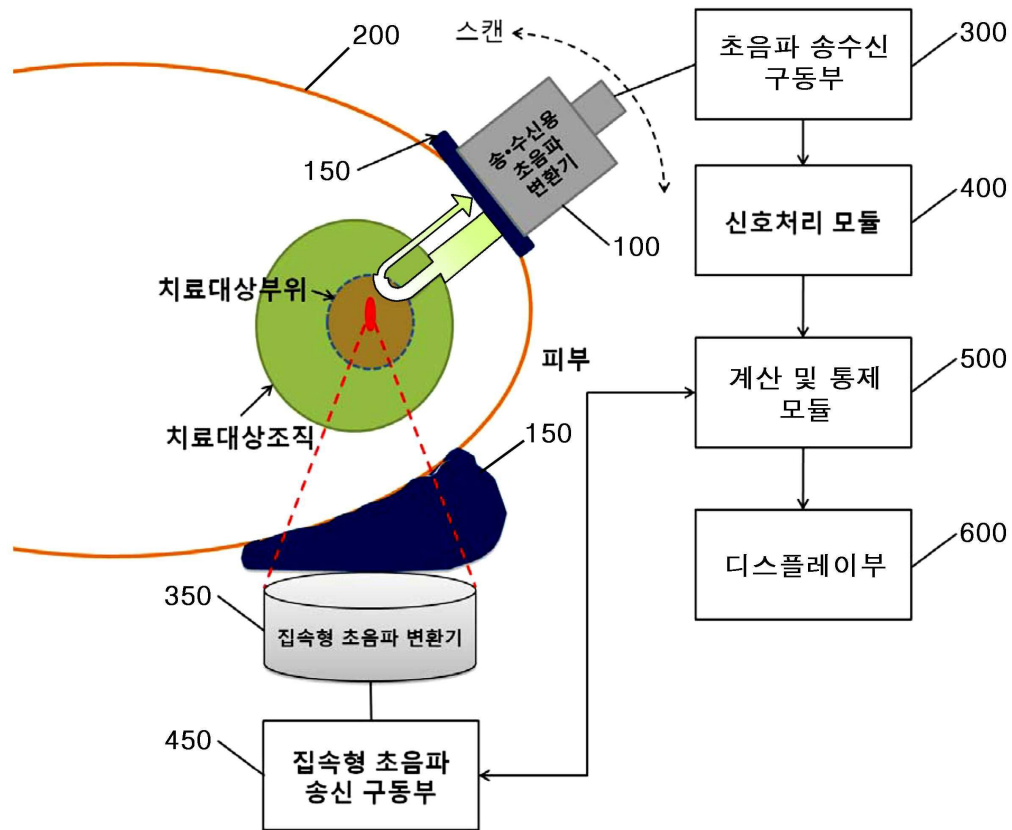 스캔
200
초음파 송수신
구동부
300
150
송•수신용
초음파
변환기
100
신호처리 모듈
400
치료대상부위
피부
계산 및 통제
모듈
500
치료대상조직
150
디스플레이부
600
350
집속형 초음파 변환기
450
집속형 초음파
송신 구동부